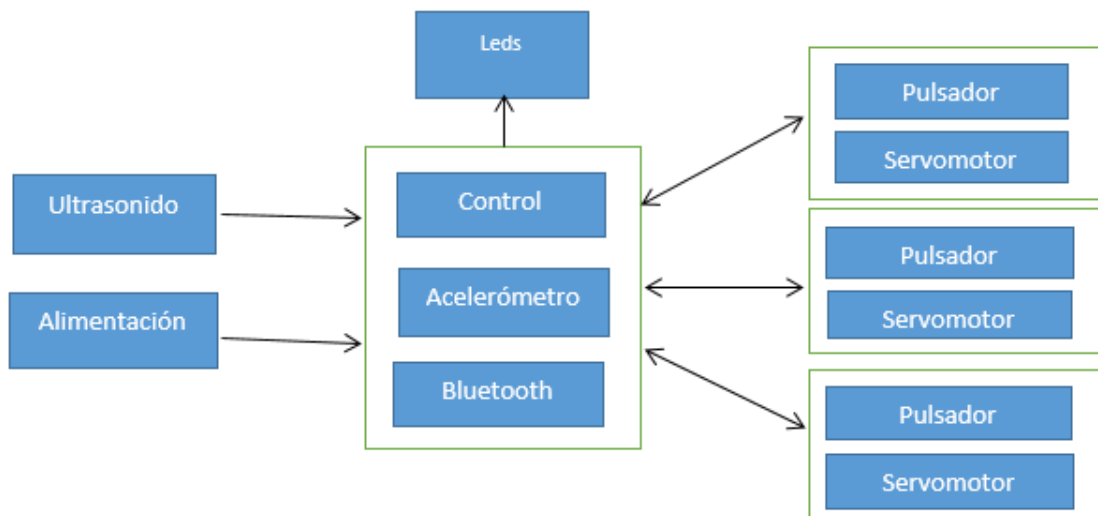 Leds
Ultrasonido
Alimentación
Control
Acelerómetro
Bluetooth
Pulsador
Servomotor
Pulsador
Servomotor
Pulsador
Servomotor